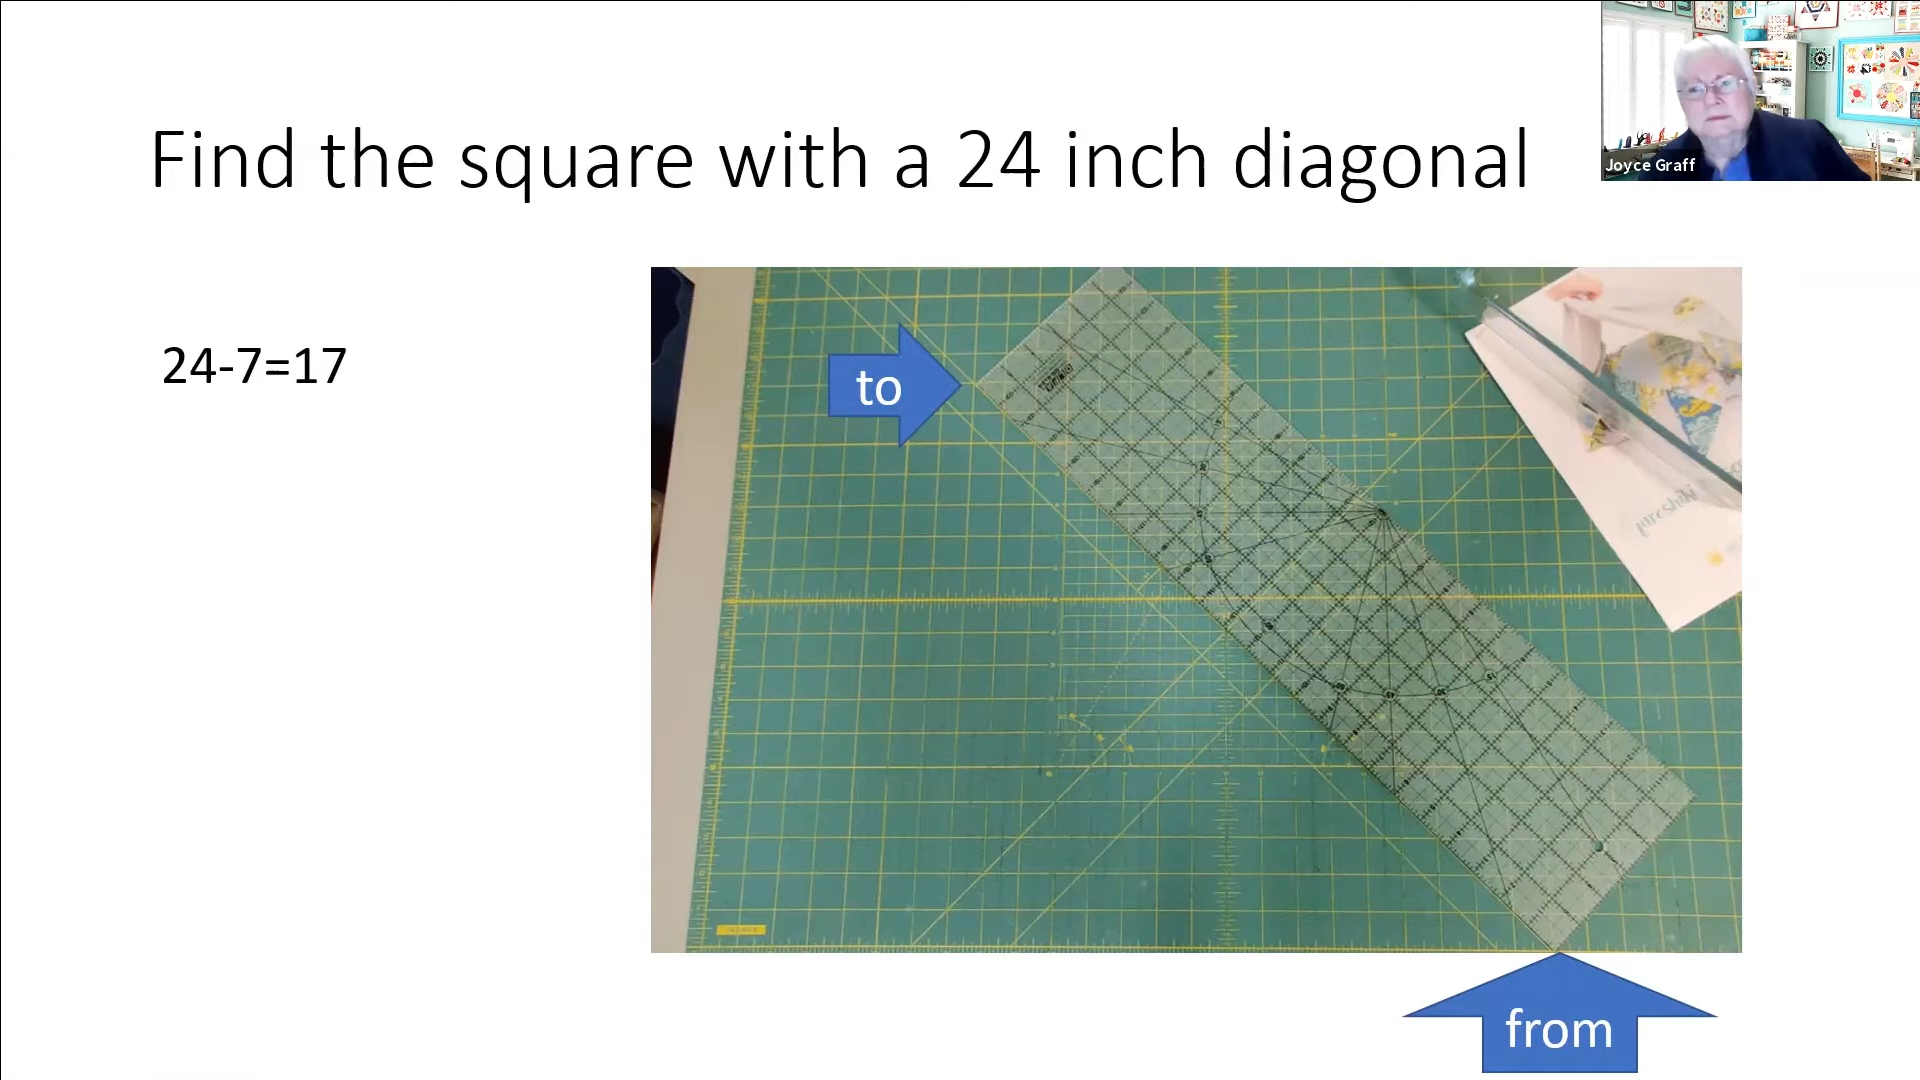 Find the square with a 24 inch diagonal
Joyce Graff
24-7=17
to
from